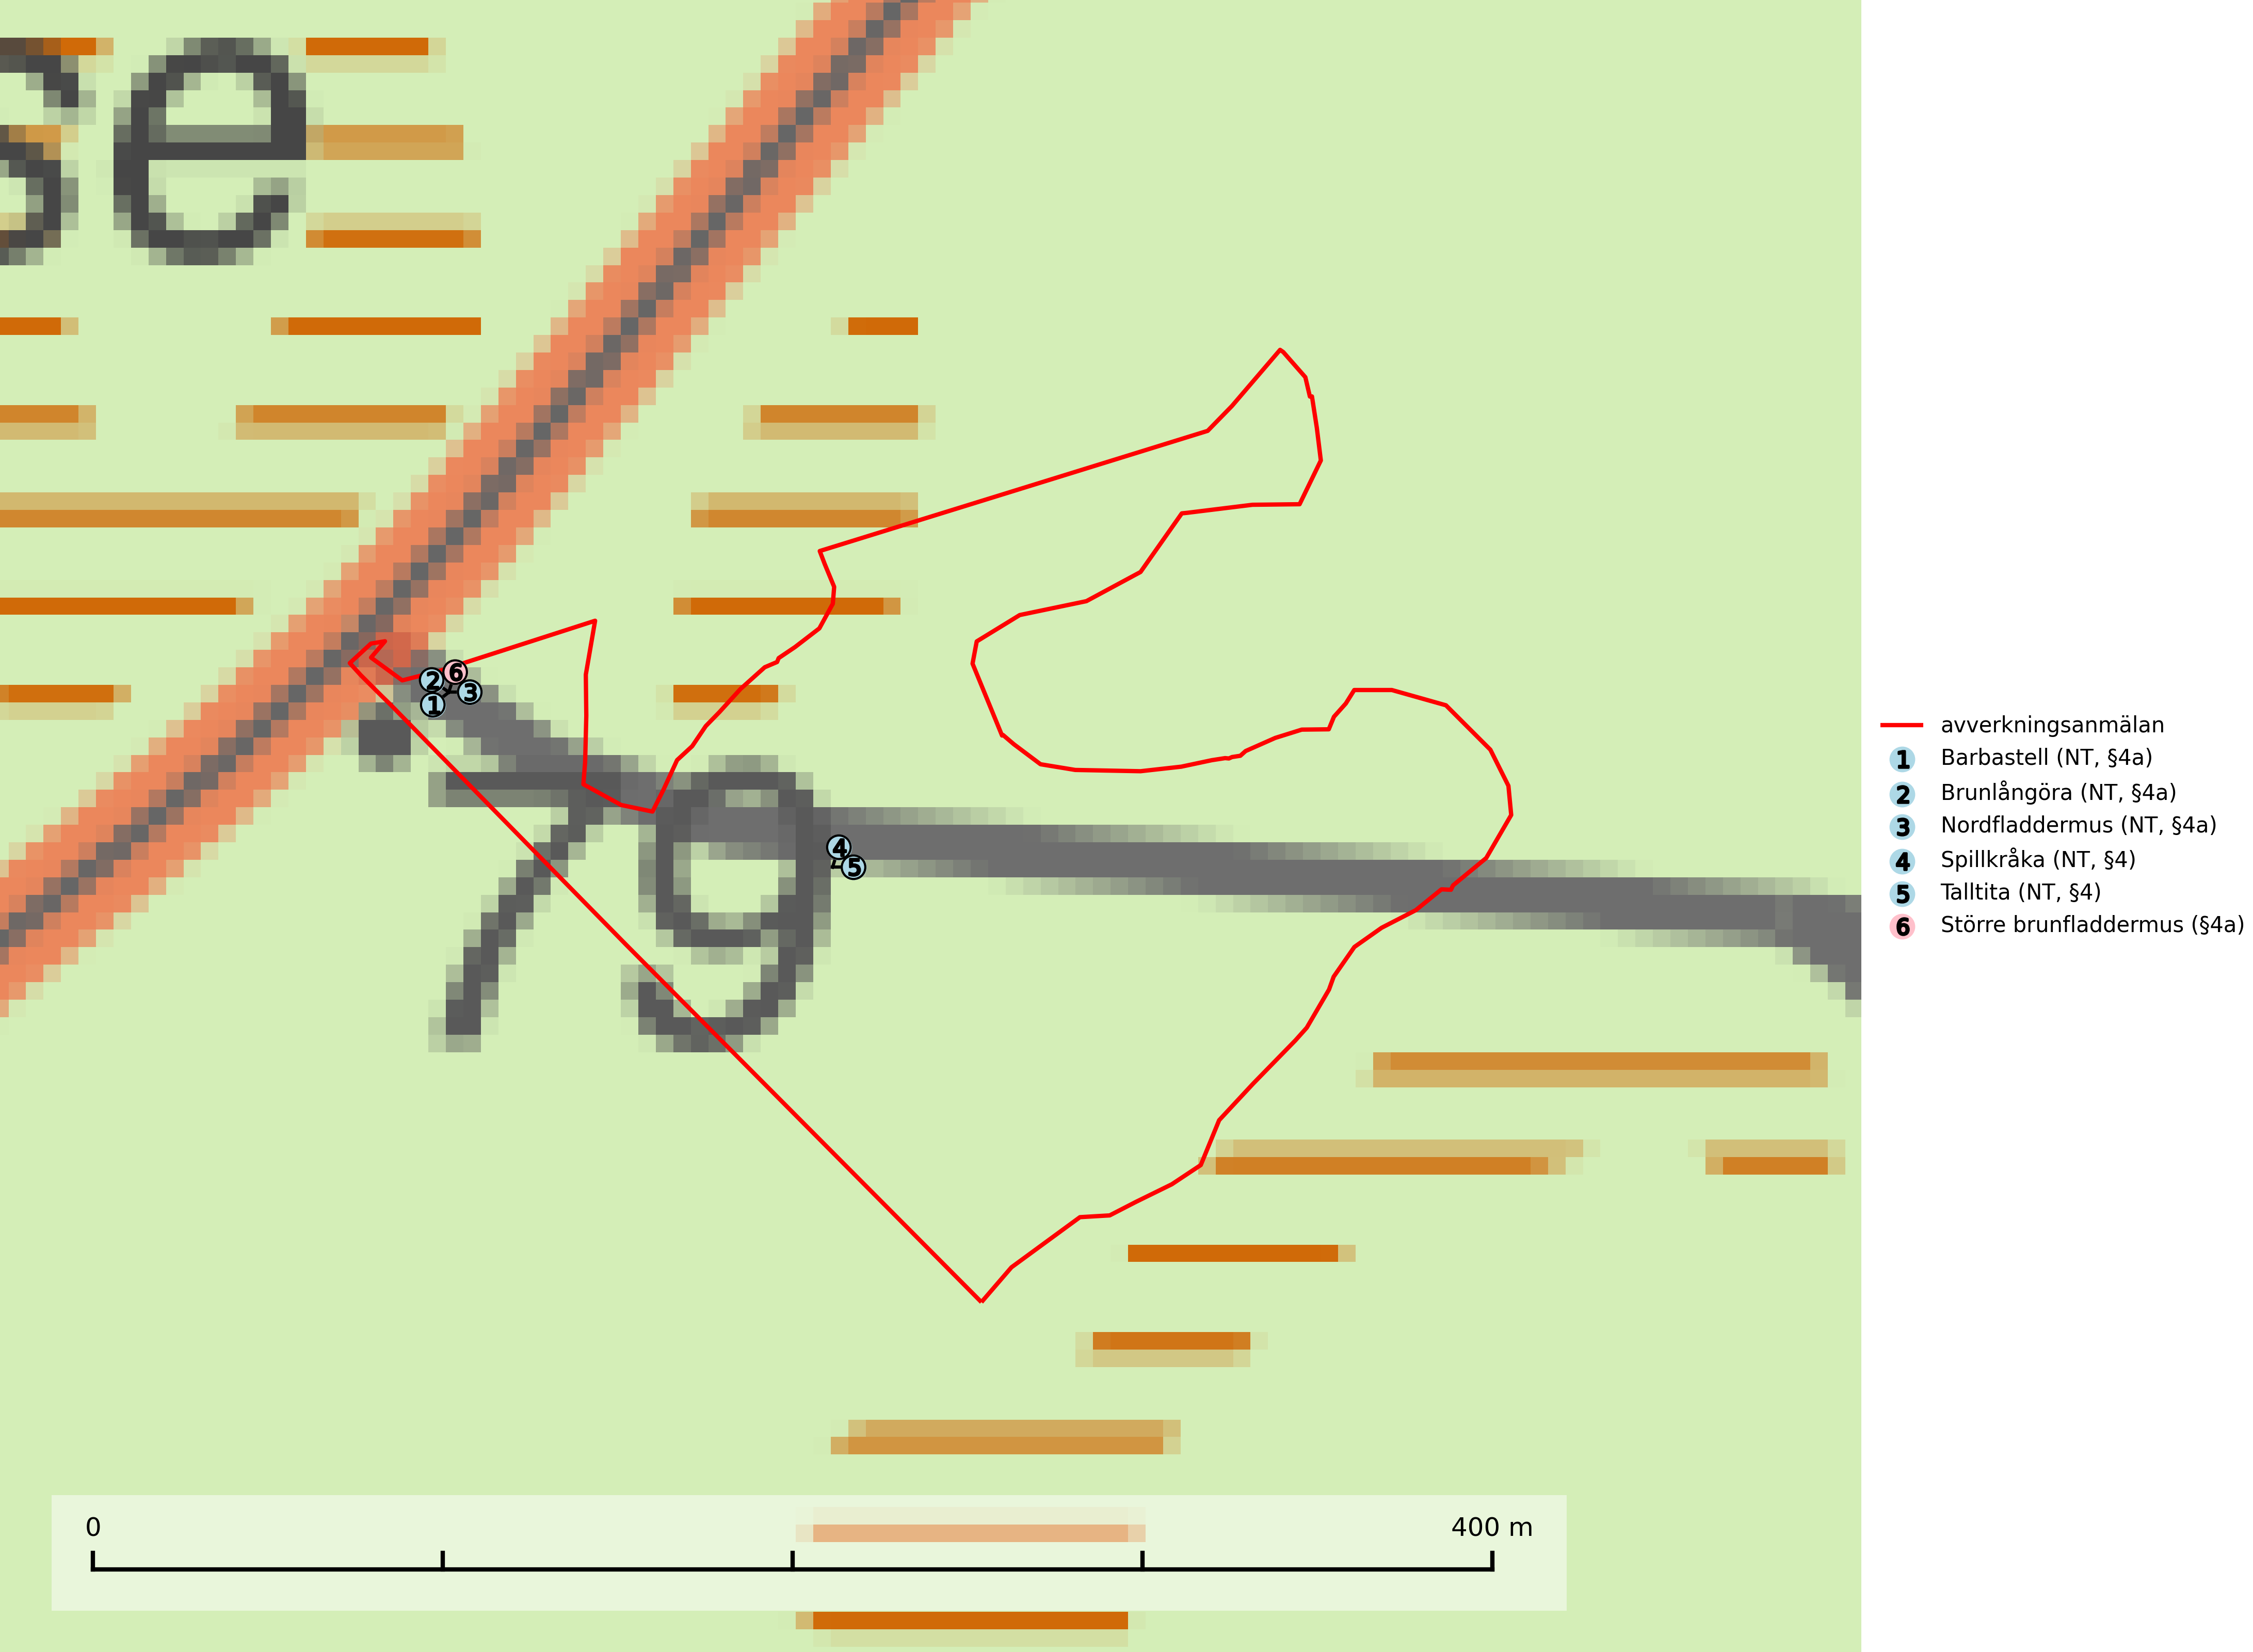 se
1 g
2
6
3
1
4
5
avverkningsanmälan
1 Barbastell (NT, §4a)
2 Brunlångöra (NT, §4a)
3 Nordfladdermus (NT, §4a)
4 Spillkråka (NT, §4)
5 Talltita (NT, §4)
6 Större brunfladdermus (§4a)
0 400 m